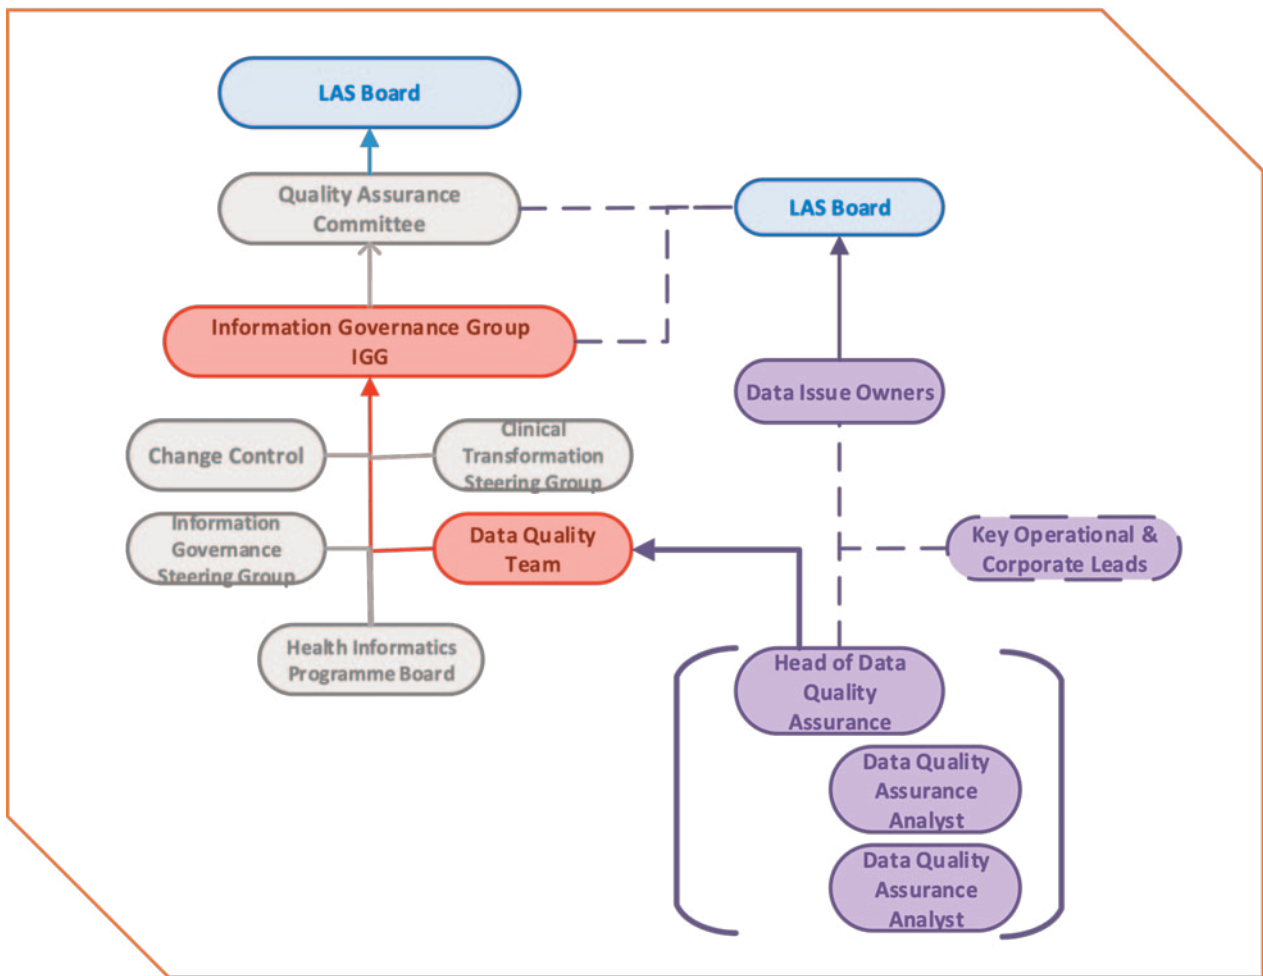 LAS Board
Quality Assurance
Committee
LAS Board
Information Governance Group
IGG
Data Issue Owners
Change Control
Clinical
Transformation
Steering Group
Information
Governance
Steering Group
Data Quality
Team
Key Operational &
Corporate Leads
Health Informatics
Programme Board
Head of Data
Quality
Assurance
Data Quality
Assurance
Analyst
Data Quality
Assurance
Analyst